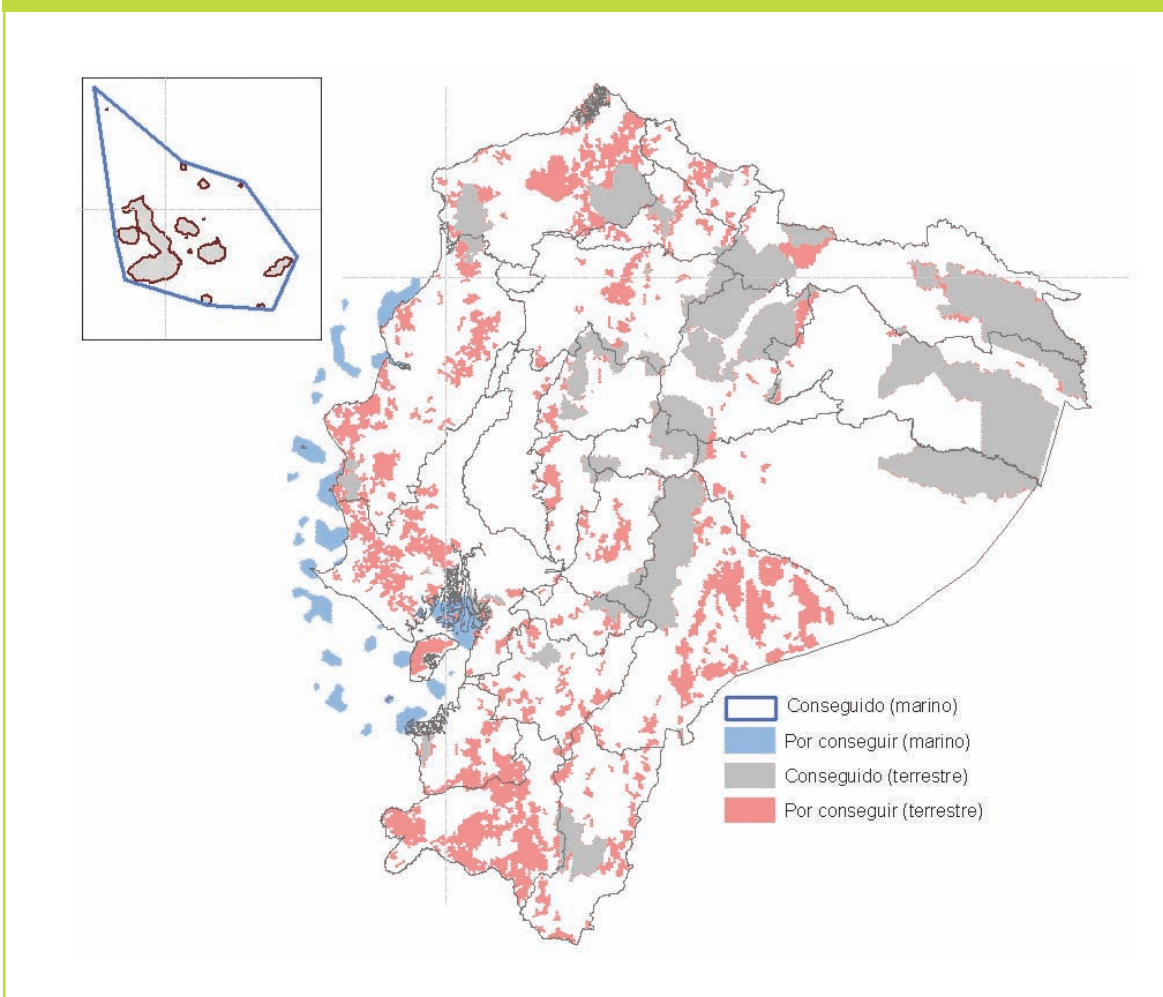 Conseguido (marino)
Por conseguir (marino)
Conseguido (terrestre)
Por conseguir (terrestre)